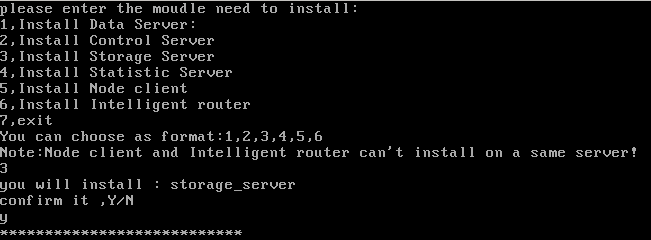 please enter the moudle need to install:
1,Install Data Server:
2,Install Control Server
3,Install Storage Server
4,Install Statistic Server
5,Install Node client
6,Install Intelligent router
7,exit
You can choose as format:1,2,3,4,5,6
Note:Node client and Intelligent router can't install on a same server!
3
you will install : storage_server
confirm it ,Y/N
y
***************************